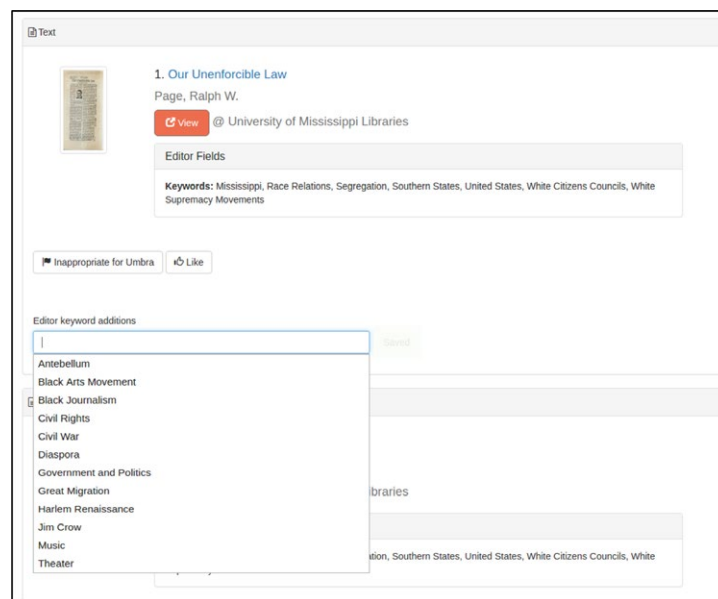 Text
1. Our Unenforcible Law
Page, Ralph W.
View @ University of Mississippi Libraries
Editor Fields
Keywords: Mississippi, Race Relations, Segregation, Southern States, United States, White Citizens Councils, White
Supremacy Movements
Inappropriate for Umbra Like
Editor keyword additions
Saved
Antebellum
Black Arts Movement
Black Journalism
Civil Rights
Civil War
Diaspora
Government and Politics
Great Migration
ibraries
Harlem Renaissance
Jim Crow
Music
Theater
ation, Southern States, United States, White Citizens Councils, White